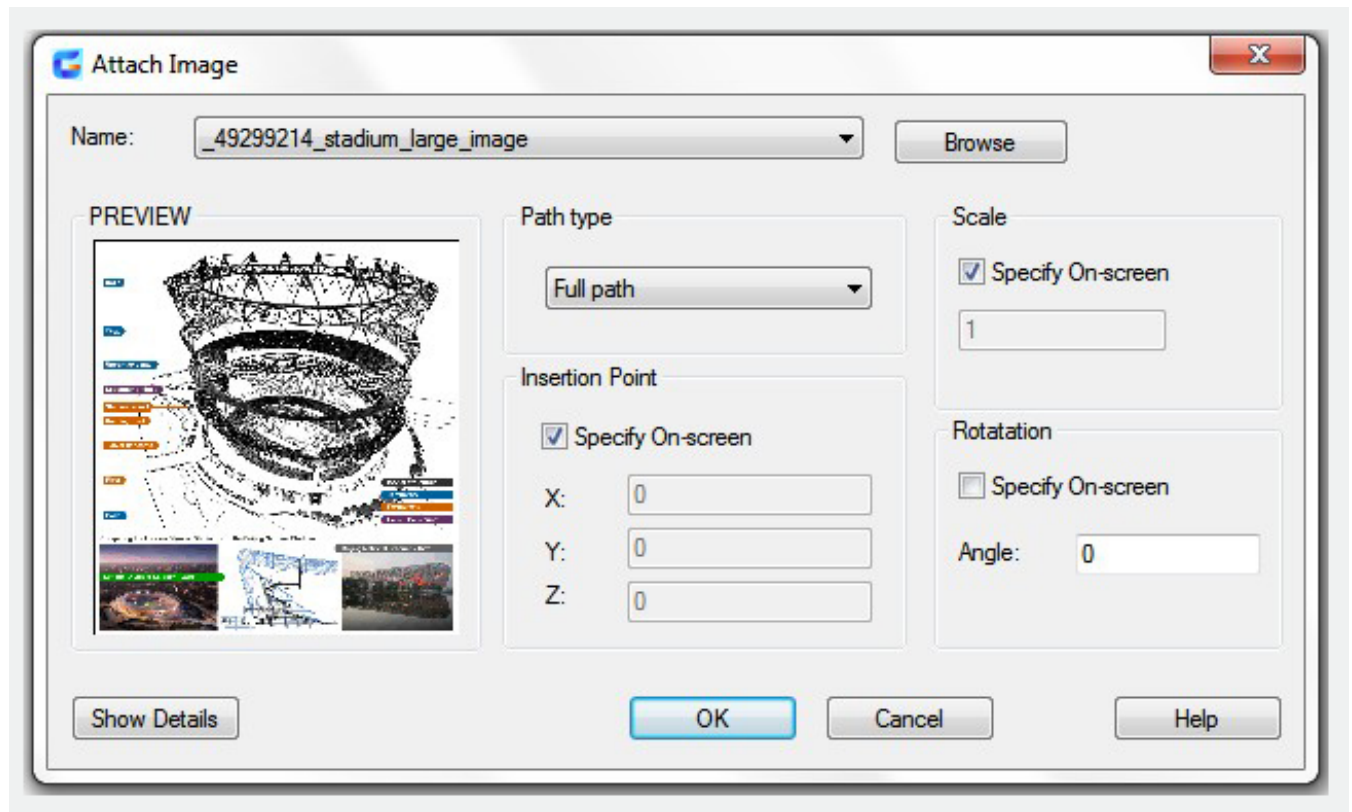 Attach Image
Name:
_49299214_stadium_large_image
Browse
PREVIEW
Path type
Full path
Insertion Point
Specify On-screen
X:
0
Y:
0
Z:
0
Scale
Specify On-screen
1
Rotatation
Specify On-screen
Angle:
0
Show Details
OK
Cancel
Help